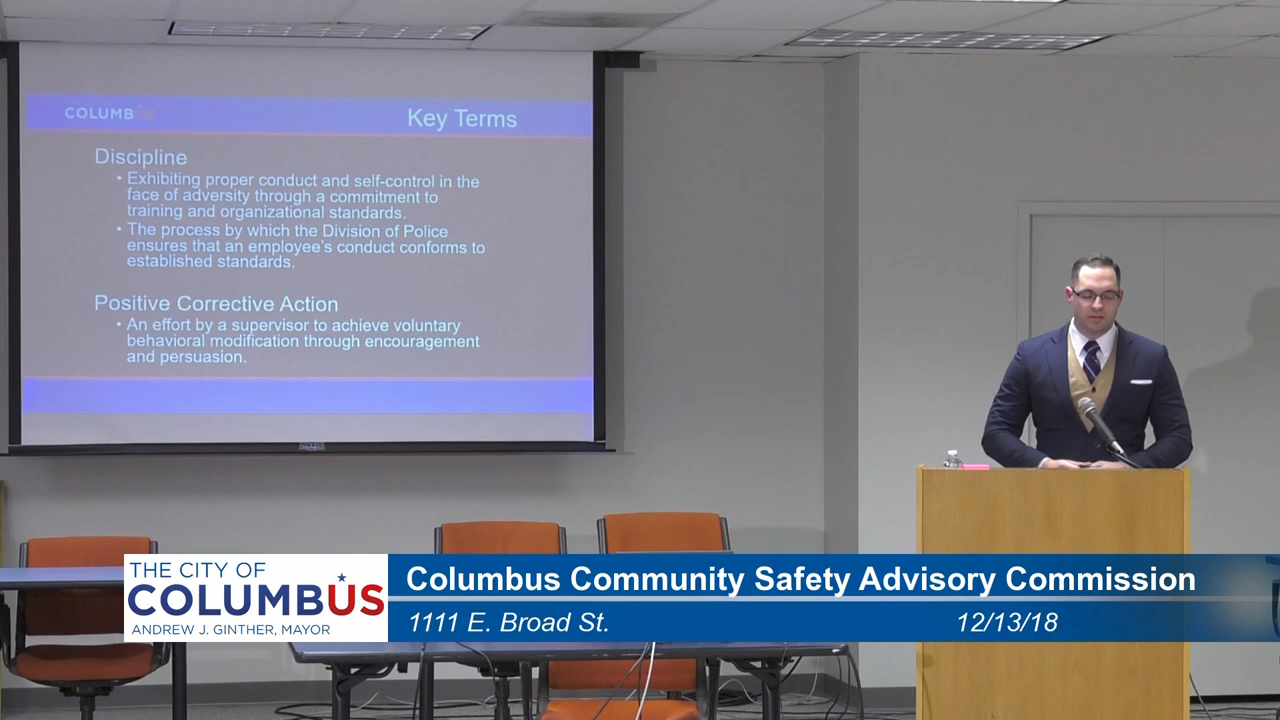 COLUMBUS
Key Terms
Discipline
• Exhibiting proper conduct and self-control in the
face of adversity through a commitment to
training and organizational standards.
• The process by which the Division of Police
ensures that an employee's conduct conforms to
established standards.
Positive Corrective Action
• An effort by a supervisor to achieve voluntary
behavioral modification through encouragement
and persuasion.
THE CITY OF
COLUMBUS
ANDREW J. GINTHER, MAYOR
Columbus Community Safety Advisory Commission
1111 E. Broad St.
12/13/18